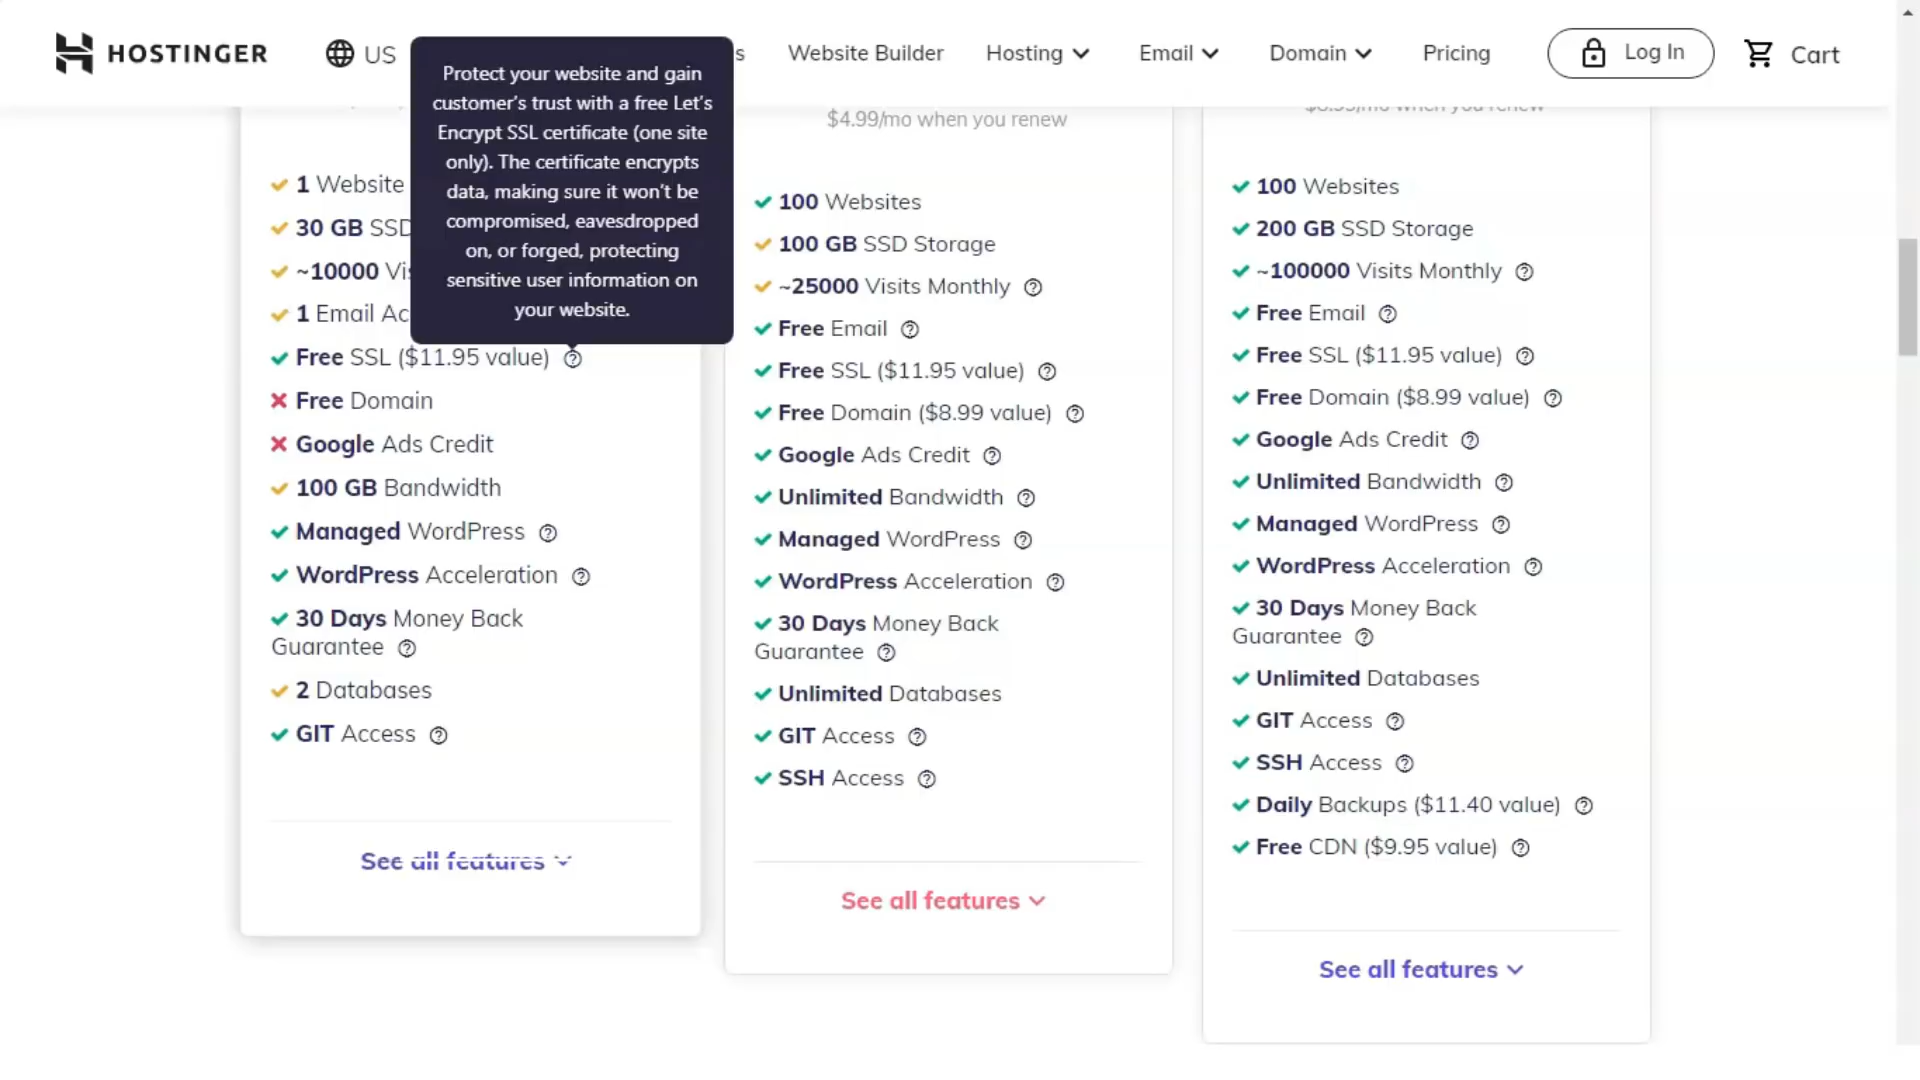 HOSTINGER
US
s
Website Builder
Hosting
Email
Domain
Pricing
Log In
Cart
Protect your website and gain
customer's trust with a free Let's
Encrypt SSL certificate (one site
only). The certificate encrypts
data, making sure it won't be
compromised, eavesdropped
on, or forged, protecting
sensitive user information on
your website.
1 Website
30 GB SSD
~10000 Vis
1 Email Ac
Free SSL ($11.95 value)
Free Domain
Google Ads Credit
100 GB Bandwidth
Managed WordPress
WordPress Acceleration
30 Days Money Back
Guarantee
2 Databases
GIT Access
See all features
$4.99/mo when you renew
100 Websites
100 GB SSD Storage
~25000 Visits Monthly
Free Email
Free SSL ($11.95 value)
Free Domain ($8.99 value)
Google Ads Credit
Unlimited Bandwidth
Managed WordPress
WordPress Acceleration
30 Days Money Back
Guarantee
Unlimited Databases
GIT Access
SSH Access
See all features
when you renew
100 Websites
200 GB SSD Storage
~100000 Visits Monthly
Free Email
Free SSL ($11.95 value)
Free Domain ($8.99 value)
Google Ads Credit
Unlimited Bandwidth
Managed WordPress
WordPress Acceleration
30 Days Money Back
Guarantee
Unlimited Databases
GIT Access
SSH Access
Daily Backups ($11.40 value)
Free CDN ($9.95 value)
See all features